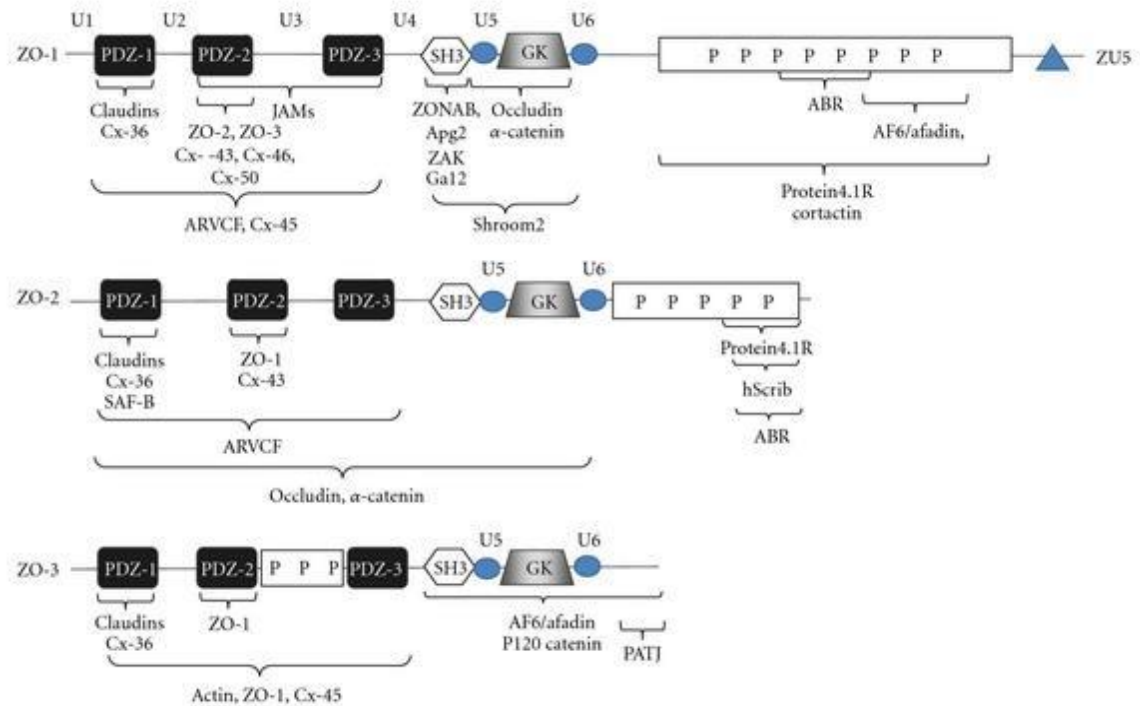 U1 U2 U3 U4 U5 U6
ZO-1 PDZ-1 PDZ-2 PDZ-3 SH3 GK P P P P P P P P ZU5
Claudins
Cx-36
JAMs
ZO-2, ZO-3
Cx- -43, Cx-46,
Cx-50
ARVCF, Cx-45
ZONAB,
Apg2
ZAK
Ga12
Occludin
α-catenin
Shroom2
ABR
AF6/afadin,
Protein4.1R
cortactin
U5 U6
ZO-2 PDZ-1 PDZ-2 PDZ-3 SH3 GK P P P P P
Claudins
Cx-36
SAF-B
ZO-1
Cx-43
Protein4.1R
hScrib
ABR
ARVCF
Occludin, α-catenin
U5 U6
ZO-3 PDZ-1 PDZ-2 P P P PDZ-3 SH3 GK
Claudins
Cx-36
ZO-1
AF6/afadin
P120 catenin
PATJ
Actin, ZO-1, Cx-45